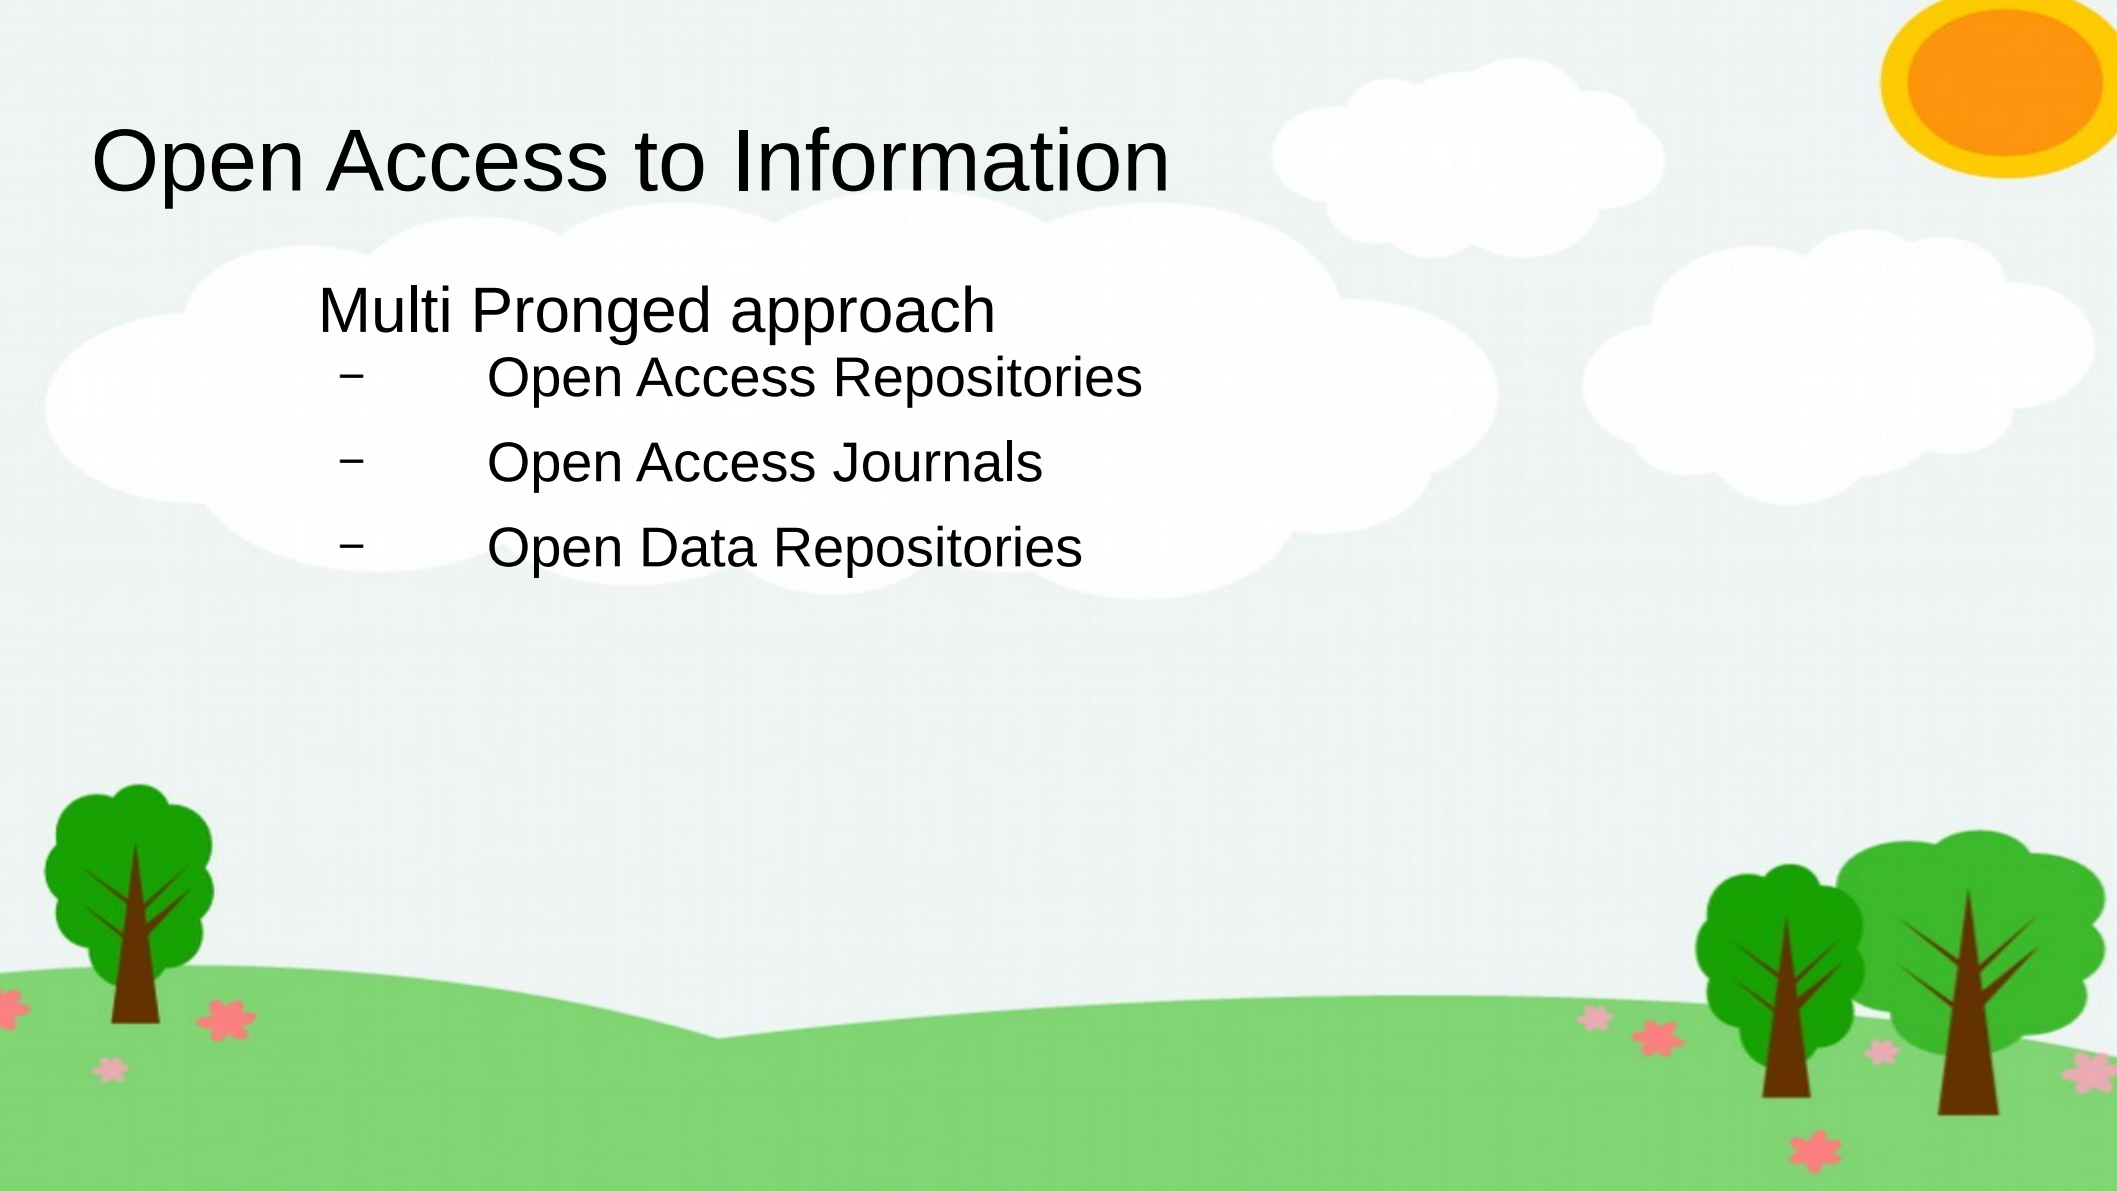 Open Access to Information
Multi Pronged approach
– Open Access Repositories
– Open Access Journals
– Open Data Repositories